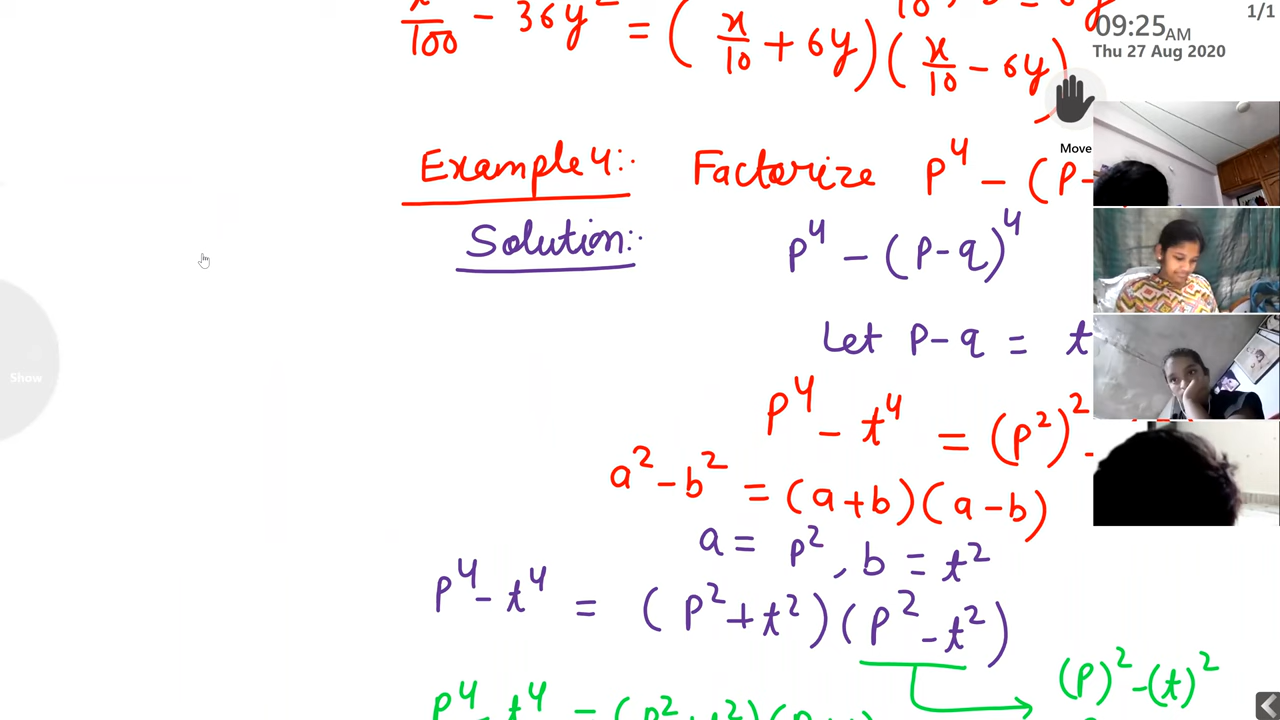 x/100 - 36y² = (x/10 + 6y)(x/10 - 6y)
09:25AM
Thu 27 Aug 2020
1/1
Move
Example 4:. Factorize P⁴ - (P-
Solution:. P⁴ - (P-q)⁴
Let P-q = t
Show
P⁴ - t⁴ = (P²)² -
a² - b² = (a+b)(a-b)
a = P², b = t²
P⁴ - t⁴ = (P² + t²)(P² - t²)
(P)² - (t)²
P⁴ - t⁴ =